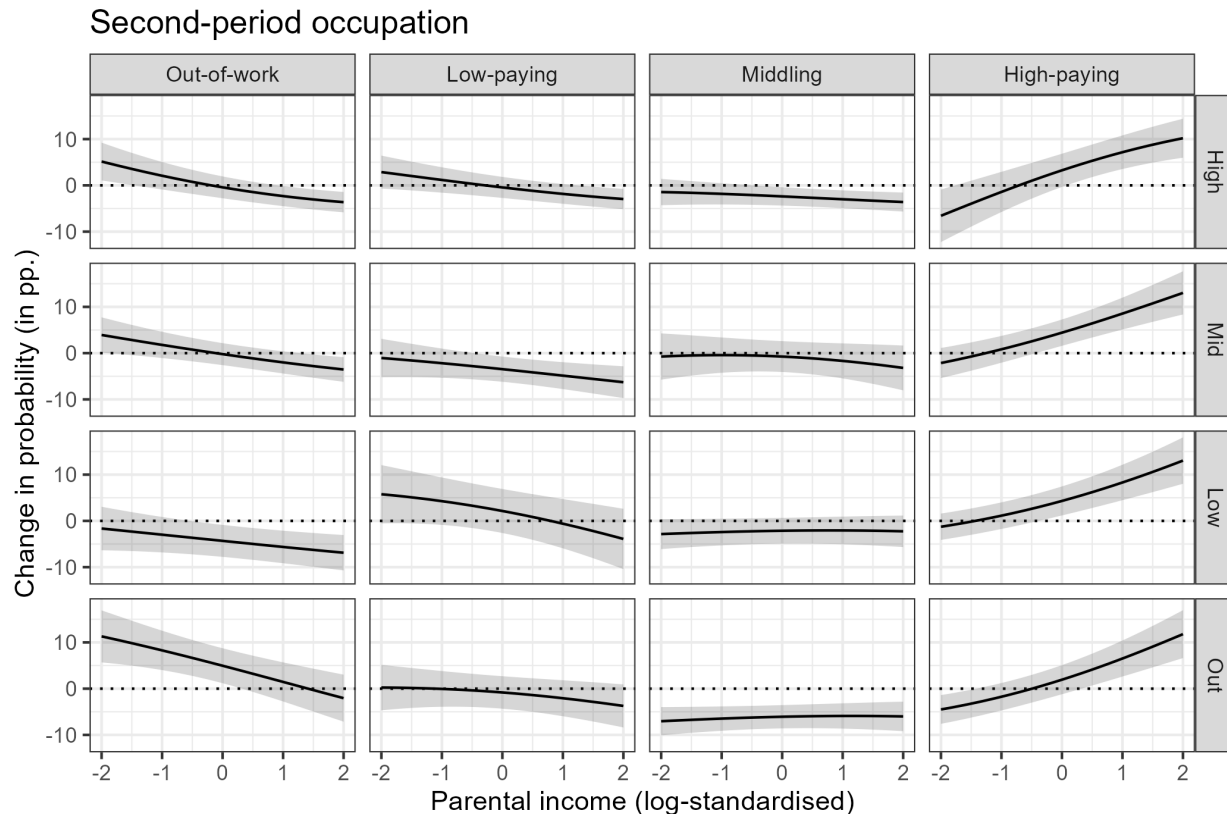 Second-period occupation
Out-of-work
Low-paying
Middling
High-paying
Change in probability (in pp.)
10
0
-10
High
10
0
-10
Mid
10
0
-10
Low
10
0
-10
Out
-2 -1 0 1 2
-2 -1 0 1 2
-2 -1 0 1 2
-2 -1 0 1 2
Parental income (log-standardised)